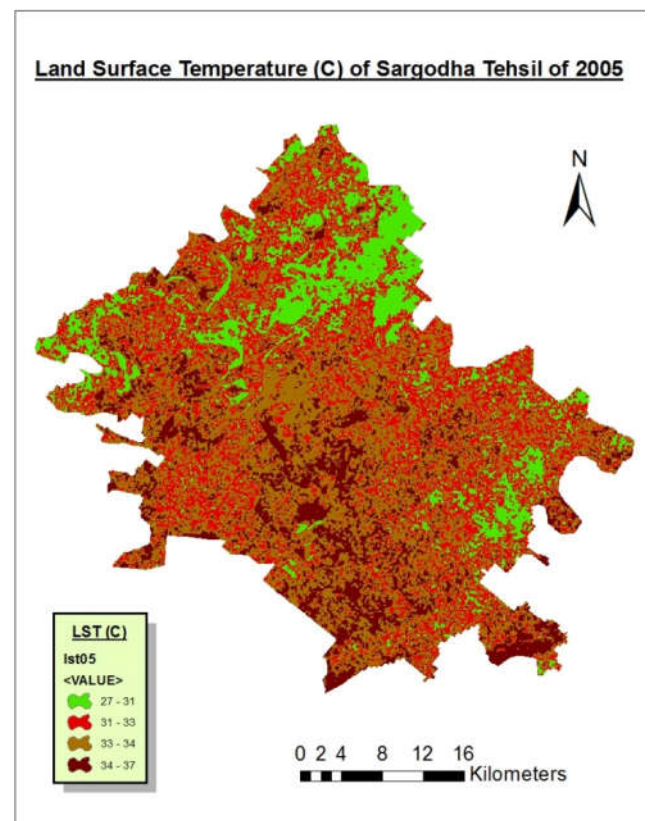 Land Surface Temperature (C) of Sargodha Tehsil of 2005
N
LST (C)
lst05
<VALUE>
27 - 31
31 - 33
33 - 34
34 - 37
0 2 4 8 12 16
Kilometers